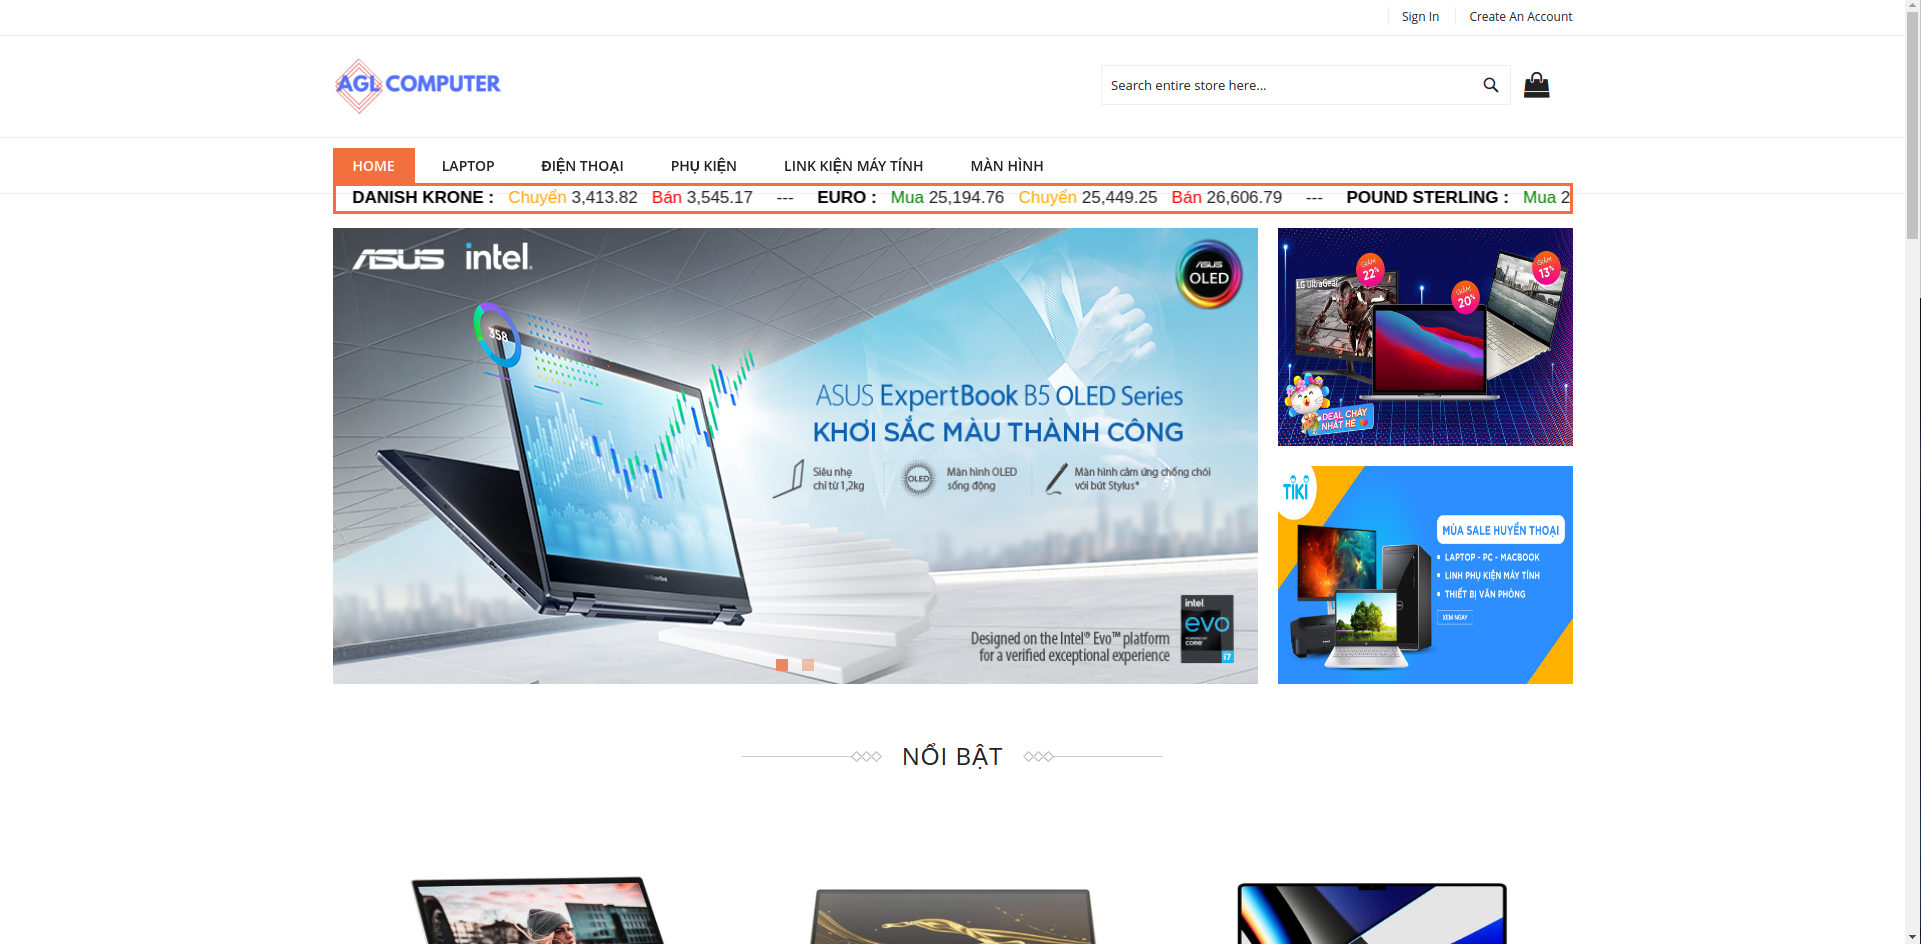 Sign In
Create An Account
AGL COMPUTER
Search entire store here...
HOME
LAPTOP
ĐIỆN THOẠI
PHỤ KIỆN
LINK KIỆN MÁY TÍNH
MÀN HÌNH
DANISH KRONE : Chuyển 3,413.82 Bán 3,545.17 --- EURO : Mua 25,194.76 Chuyển 25,449.25 Bán 26,606.79 --- POUND STERLING : Mua 2
ASUS intel.
ASUS OLED
358
ASUS ExpertBook B5 OLED Series
KHƠI SẮC MÀU THÀNH CÔNG
Siêu nhẹ
chỉ từ 1,2kg
OLED
Màn hình OLED
sống động
Màn hình cảm ứng chống chói
với bút Stylus*
Designed on the Intel® Evo™ platform
for a verified exceptional experience
intel
evo
POWERED BY
CORE
i7
GIẢM
22%
GIẢM
20%
GIẢM
13%
LG UltraGear
DEAL CHÁY
NHẤT HÈ
TIKI
MÙA SALE HUYỀN THOẠI
• LAPTOP - PC - MACBOOK
• LINH PHỤ KIỆN MÁY TÍNH
• THIẾT BỊ VĂN PHÒNG
XEM NGAY
NỔI BẬT